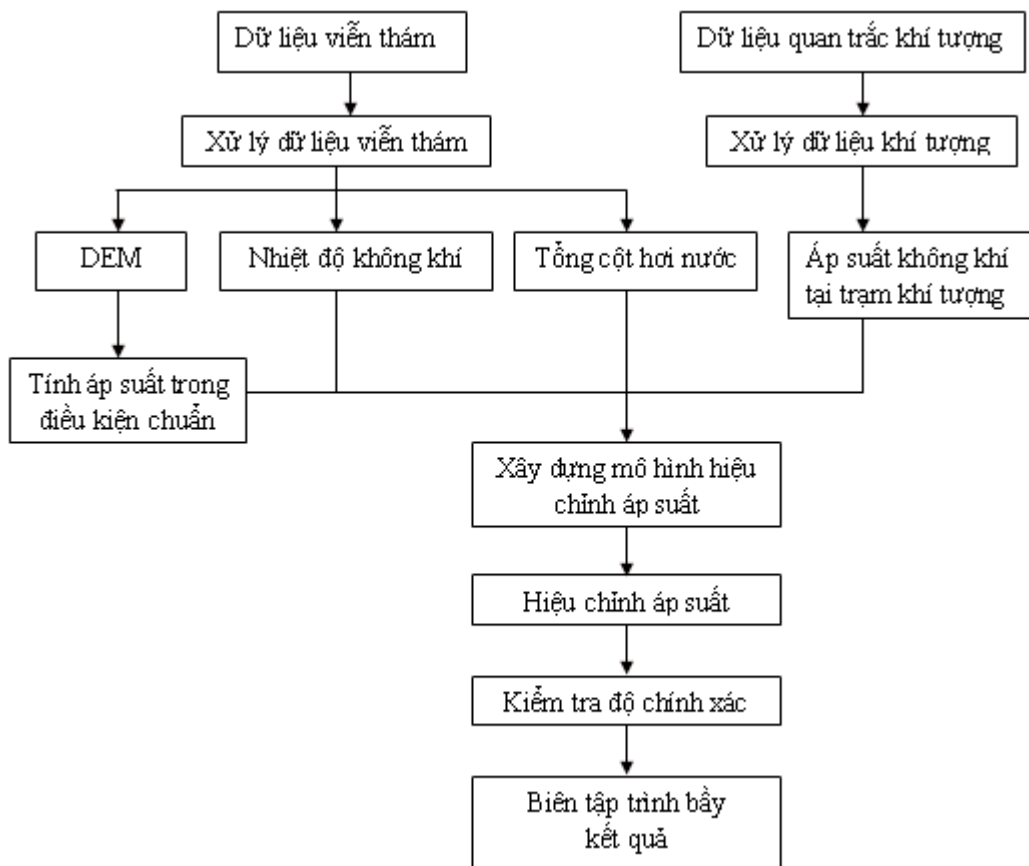 Dữ liệu viễn thám
Dữ liệu quan trắc khí tượng
Xử lý dữ liệu viễn thám
Xử lý dữ liệu khí tượng
DEM
Nhiệt độ không khí
Tổng cột hơi nước
Áp suất không khí
tại trạm khí tượng
Tính áp suất trong
điều kiện chuẩn
Xây dựng mô hình hiệu
chỉnh áp suất
Hiệu chỉnh áp suất
Kiểm tra độ chính xác
Biên tập trình bầy
kết quả